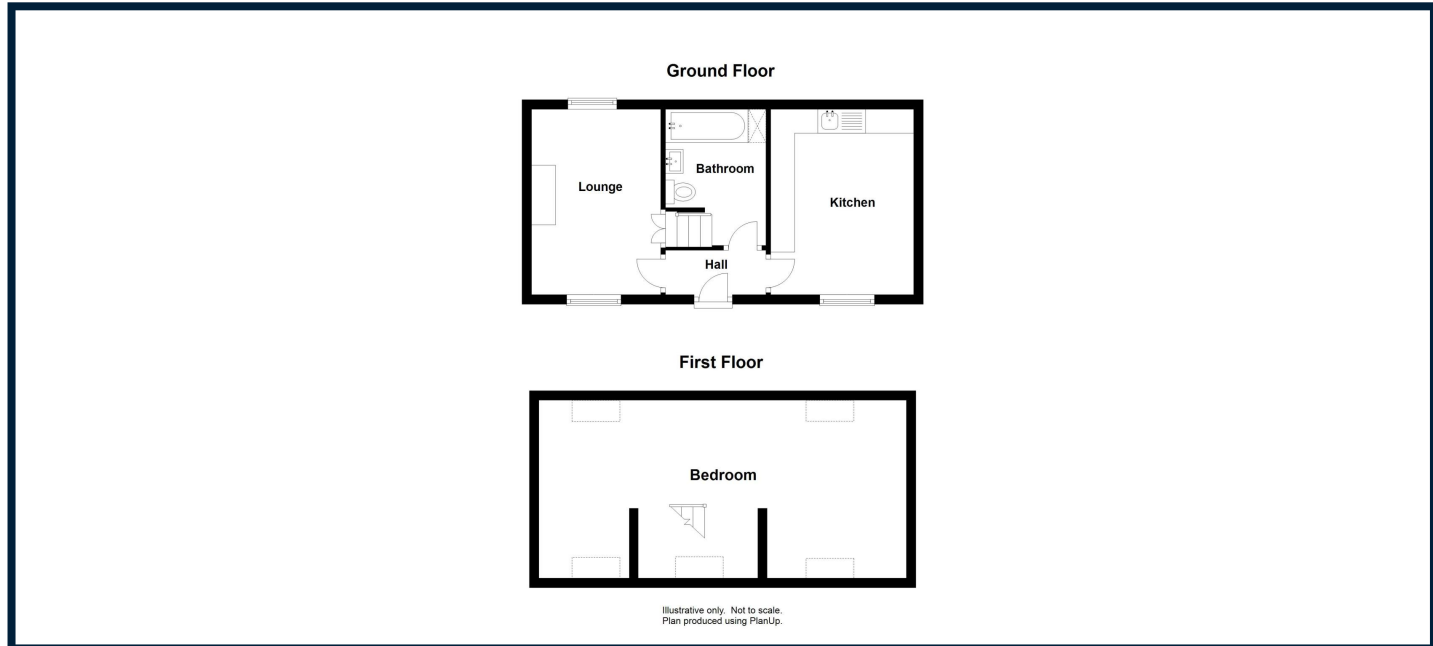 Ground Floor
Lounge
Bathroom
Kitchen
Hall
First Floor
Bedroom
Illustrative only. Not to scale.
Plan produced using PlanUp.